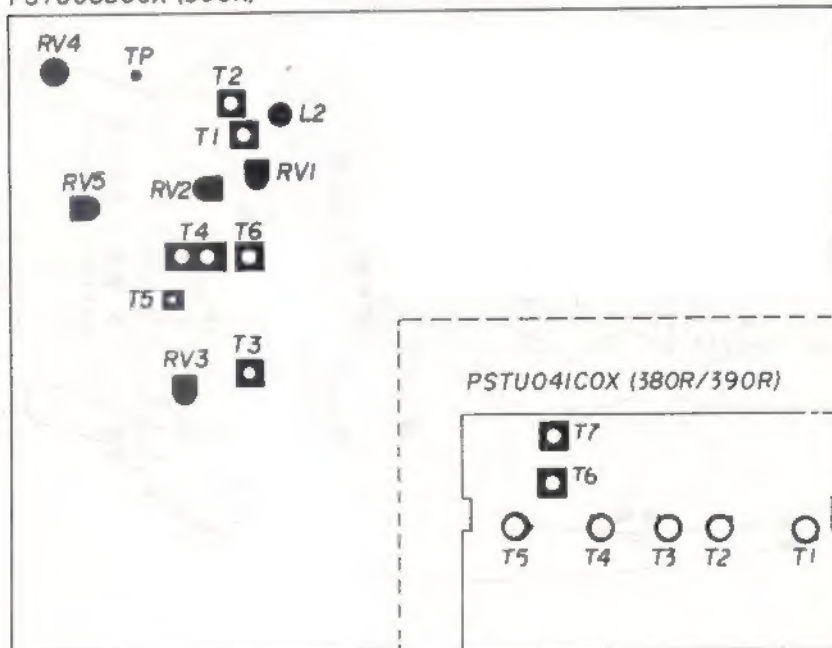 RV4
TP
T2
L2
T1
RV1
RV5
RV2
T4
T6
T5
T3
RV3
PSTU041COX (380R/390R)
T7
T6
T5
T4
T3
T2
T1